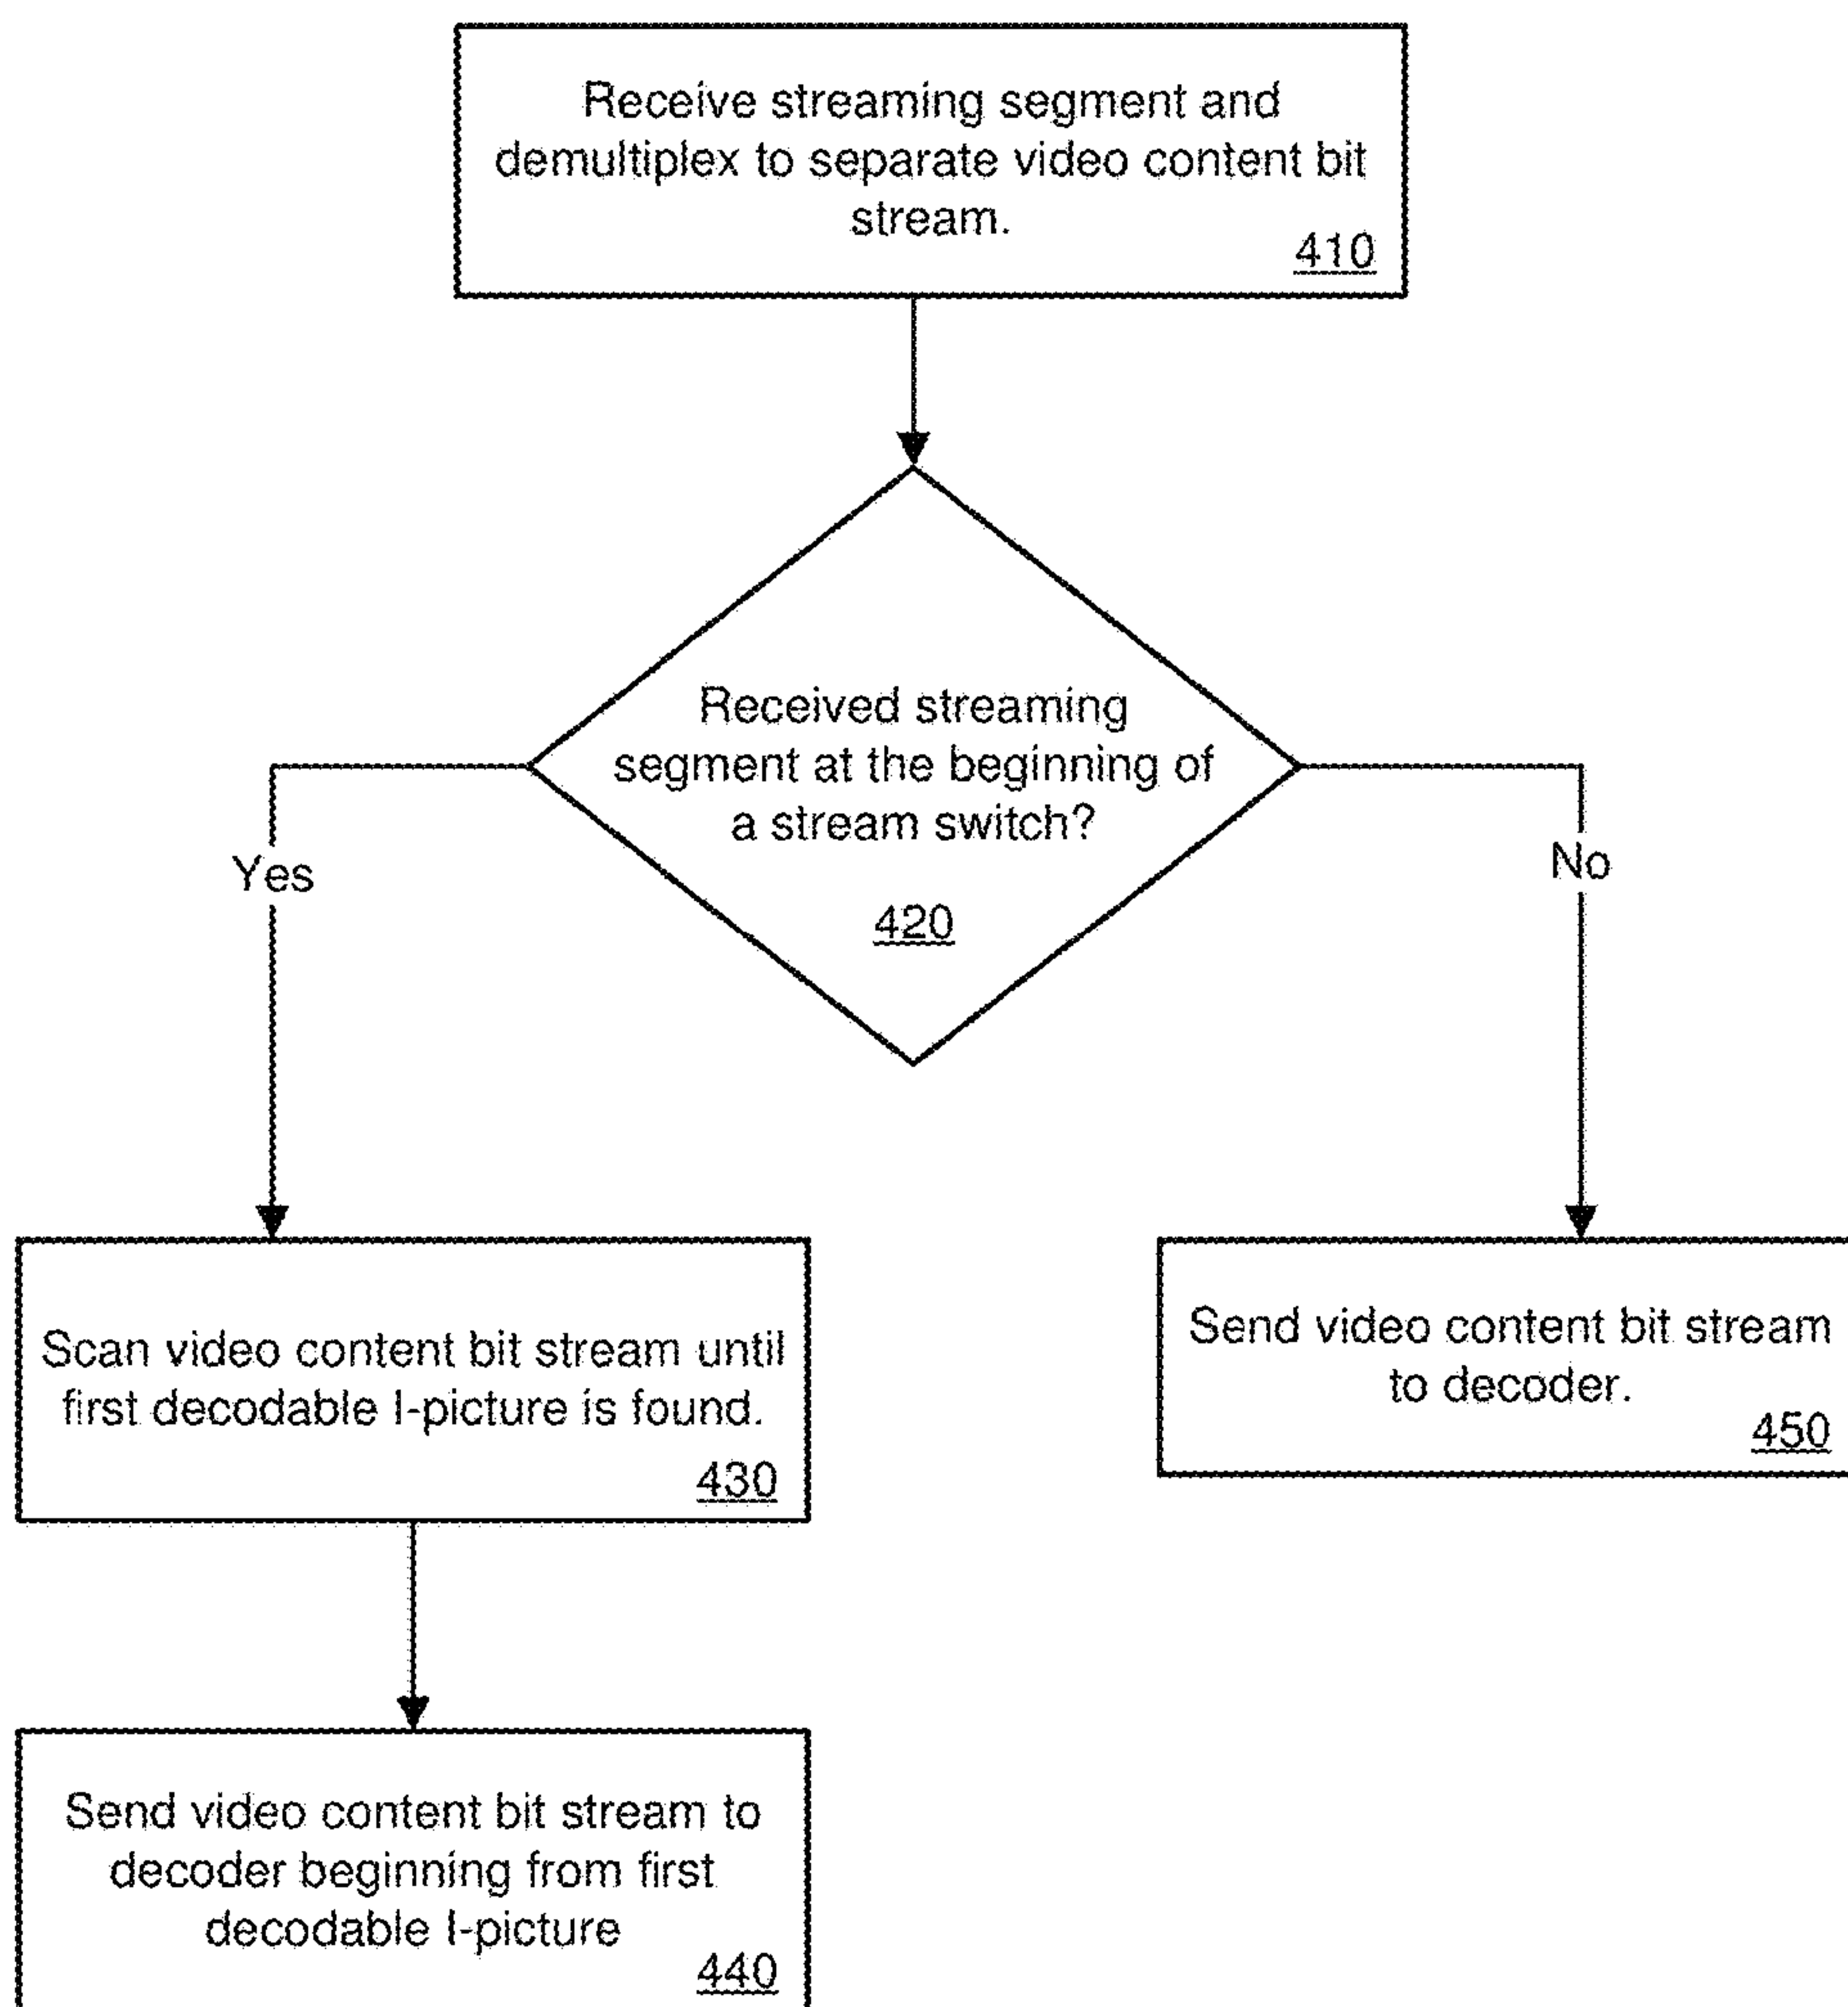 Receive streaming segment and
demultiplex to separate video content bit
stream.
410
Received streaming
segment at the beginning of
a stream switch?
420
Yes
No
Scan video content bit stream until
first decodable I-picture is found.
430
Send video content bit stream
to decoder.
450
Send video content bit stream to
decoder beginning from first
decodable I-picture
440